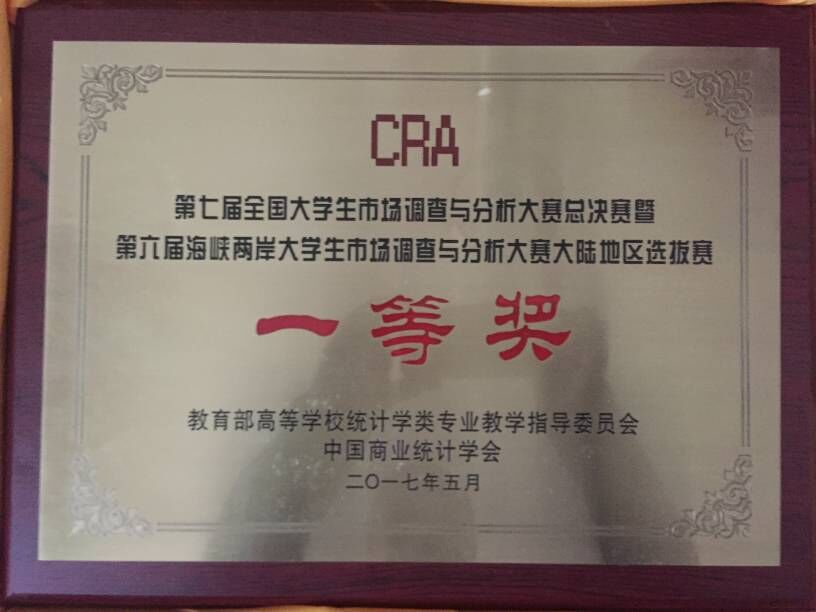 CRA
第七届全国大学生市场调查与分析大赛总决赛暨
第六届海峡两岸大学生市场调查与分析大赛大陆地区选拔赛
一等奖
教育部高等学校统计学类专业教学指导委员会
中国商业统计学会
二〇一七年五月